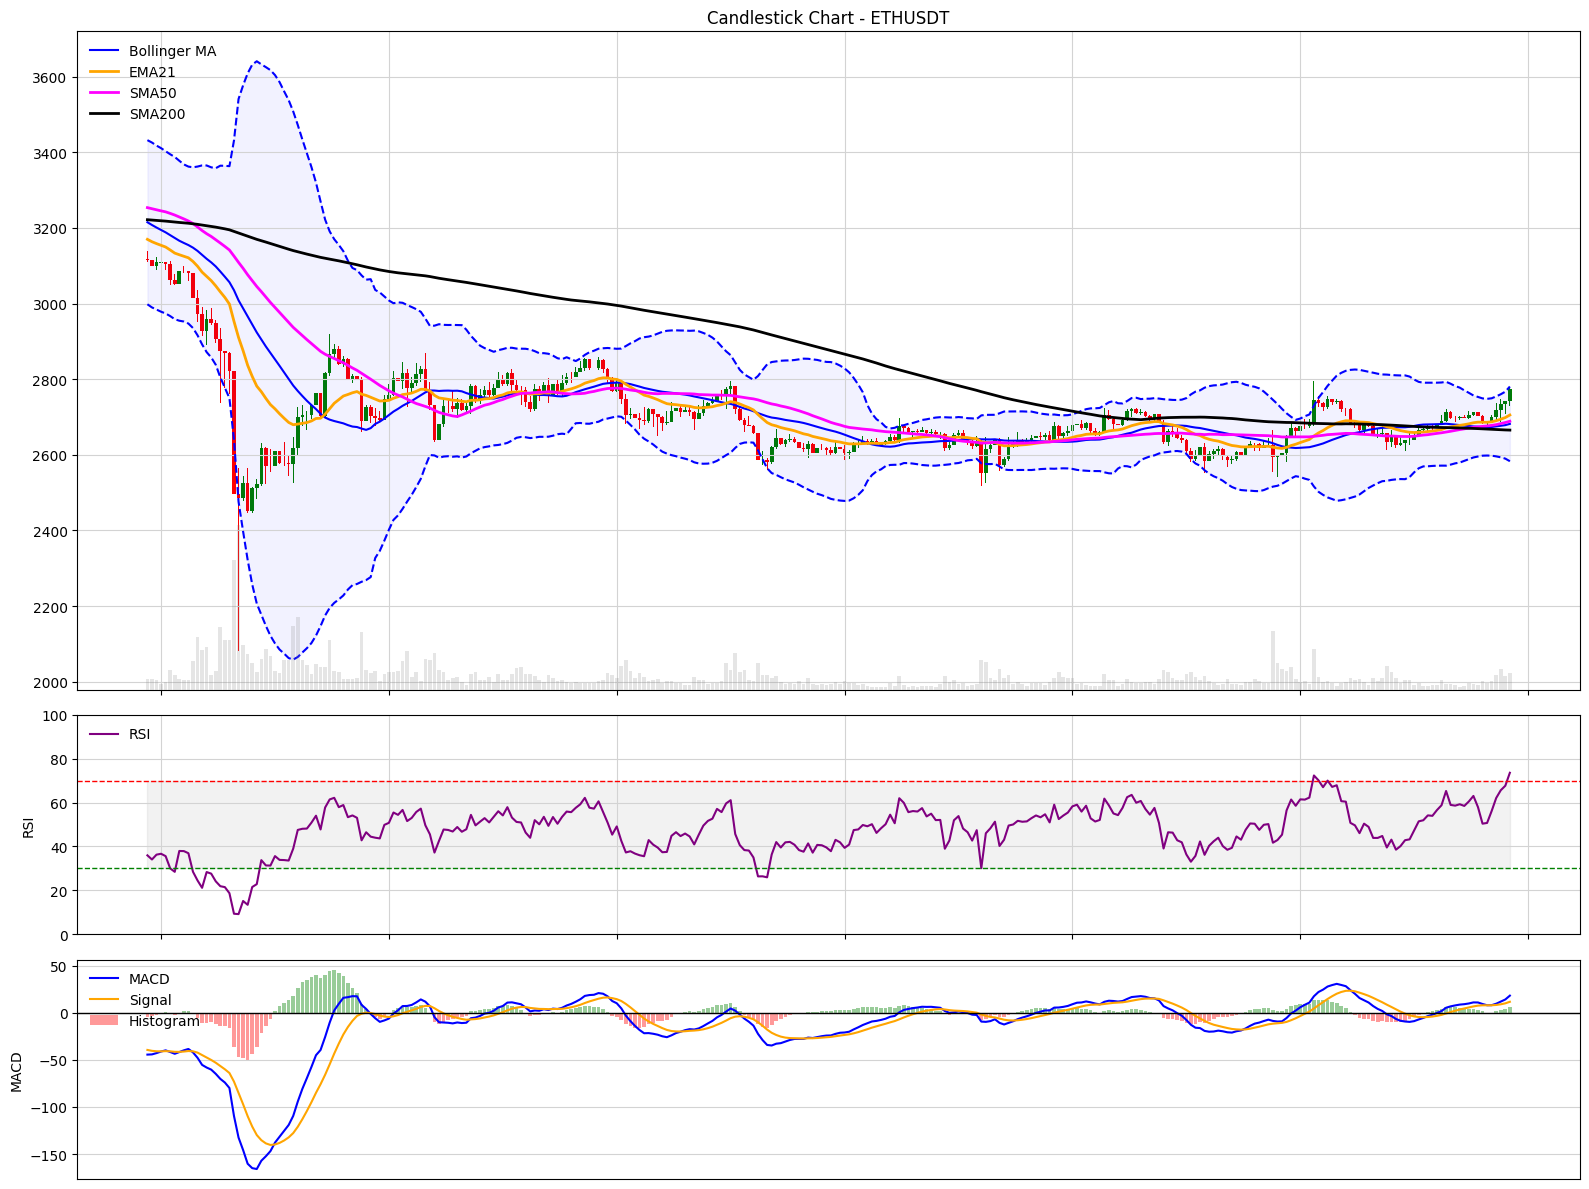 Candlestick Chart - ETHUSDT
Bollinger MA
EMA21
SMA50
SMA200
3600
3400
3200
3000
2800
2600
2400
2200
2000
RSI
100
80
60
40
20
0
RSI
MACD
Signal
Histogram
50
0
−50
−100
−150
MACD